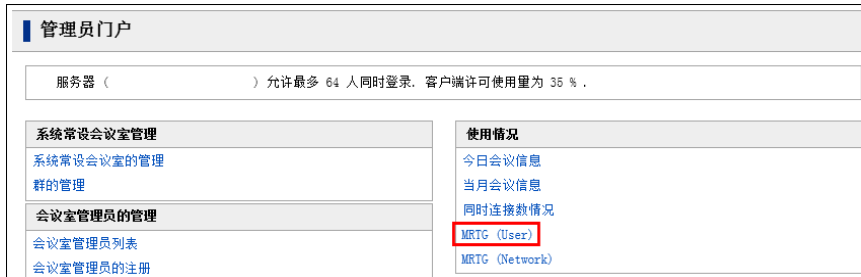 管理员门户
服务器（ ）允许最多 64 人同时登录. 客户端许可使用量为 35 % .
系统常设会议室管理
系统常设会议室的管理
群的管理
会议室管理员的管理
会议室管理员列表
会议室管理员的注册
使用情况
今日会议信息
当月会议信息
同时连接数情况
MRTG (User)
MRTG (Network)